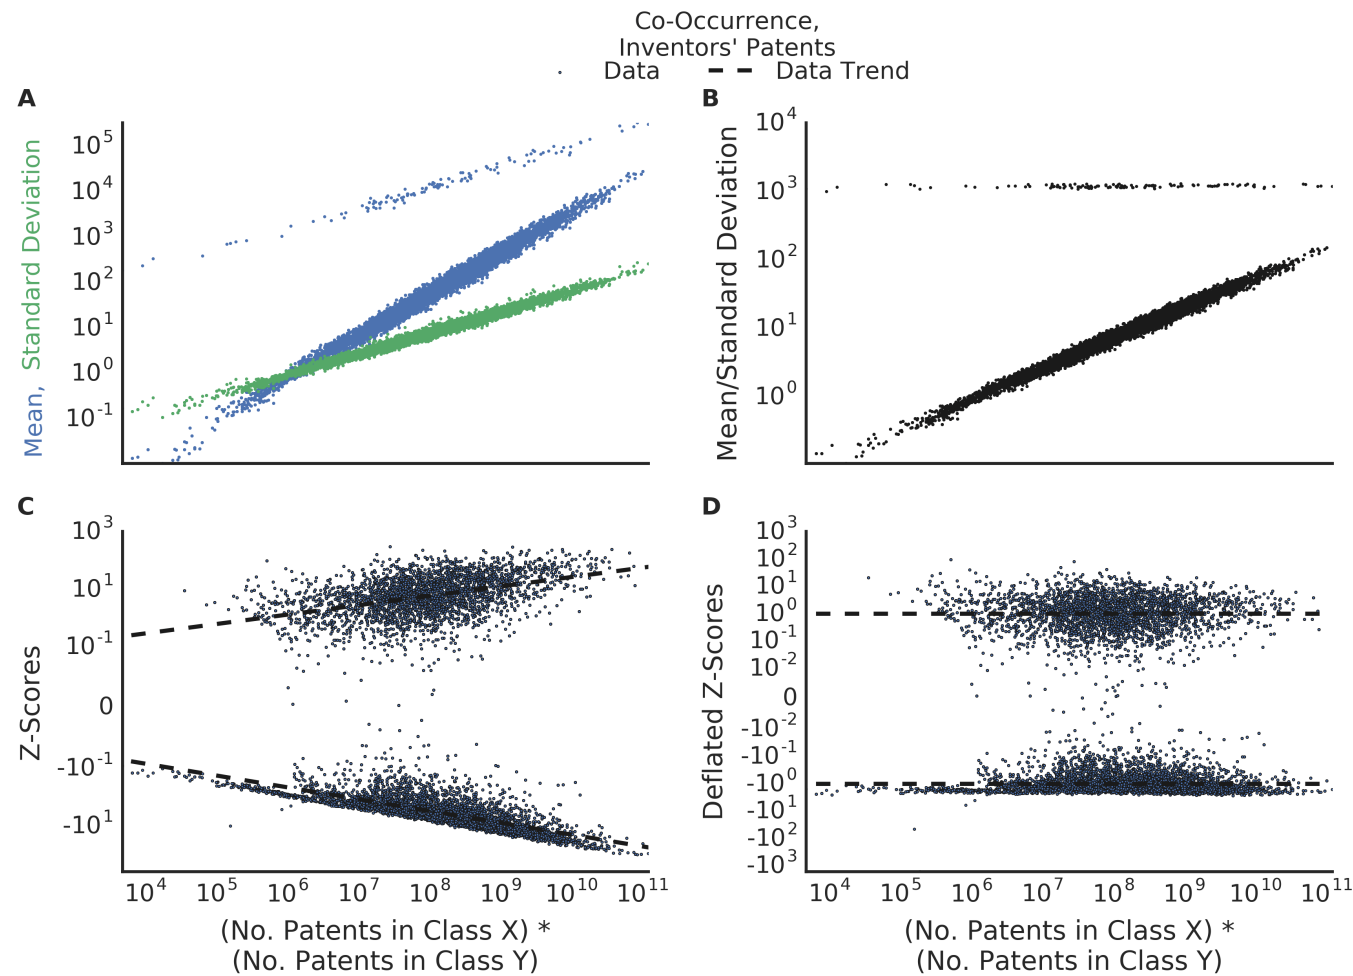 Co-Occurrence,
Inventors' Patents
Data
Data Trend
A
Mean, Standard Deviation
10^5
10^4
10^3
10^2
10^1
10^0
10^-1
B
Mean/Standard Deviation
10^4
10^3
10^2
10^1
10^0
C
Z-Scores
10^3
10^1
10^-1
0
-10^-1
-10^1
10^4 10^5 10^6 10^7 10^8 10^9 10^10 10^11
(No. Patents in Class X) *
(No. Patents in Class Y)
D
Deflated Z-Scores
10^3
10^2
10^1
10^0
10^-1
10^-2
0
-10^-2
-10^-1
-10^0
-10^1
-10^2
-10^3
10^4 10^5 10^6 10^7 10^8 10^9 10^10 10^11
(No. Patents in Class X) *
(No. Patents in Class Y)